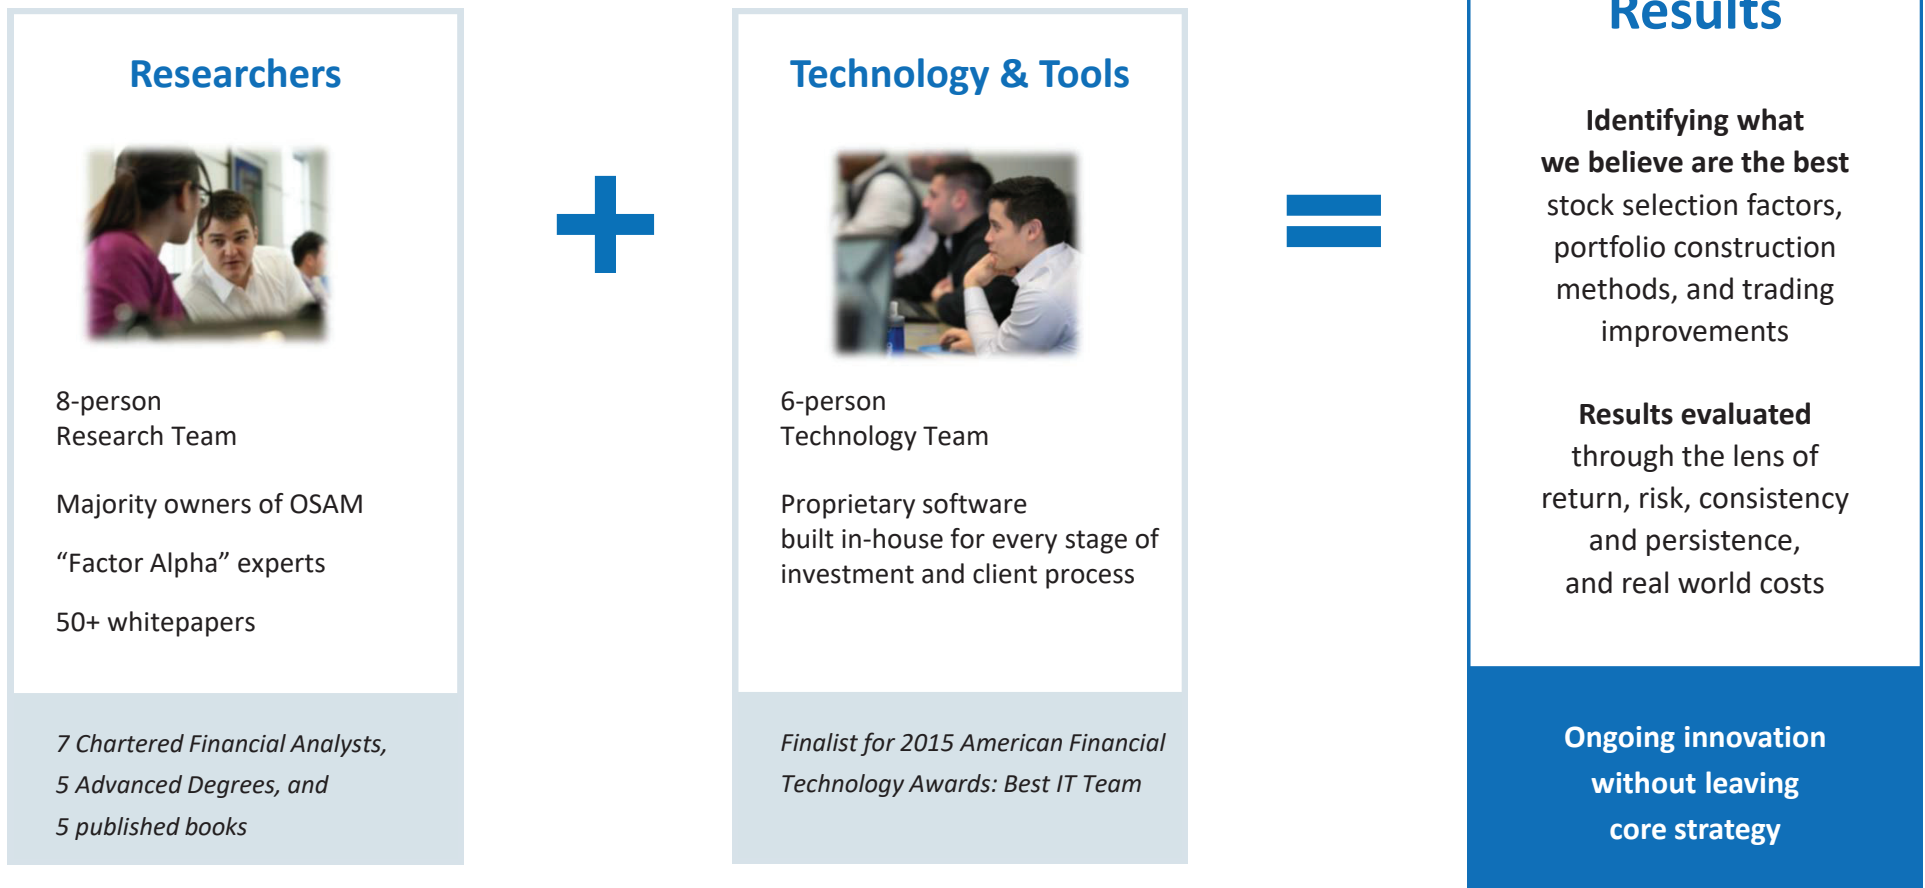 Researchers
8-person
Research Team
Majority owners of OSAM
“Factor Alpha” experts
50+ whitepapers
7 Chartered Financial Analysts,
5 Advanced Degrees, and
5 published books
+
Technology & Tools
6-person
Technology Team
Proprietary software
built in-house for every stage of
investment and client process
Finalist for 2015 American Financial
Technology Awards: Best IT Team
=
Results
Identifying what
we believe are the best
stock selection factors,
portfolio construction
methods, and trading
improvements
Results evaluated
through the lens of
return, risk, consistency
and persistence,
and real world costs
Ongoing innovation
without leaving
core strategy